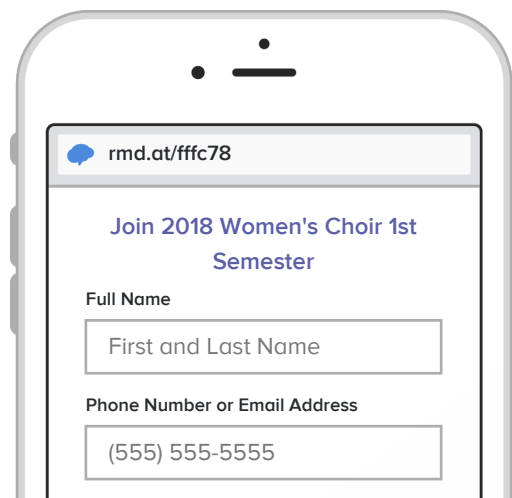 rmd.at/fffc78
Join 2018 Women's Choir 1st
Semester
Full Name
First and Last Name
Phone Number or Email Address
(555) 555-5555